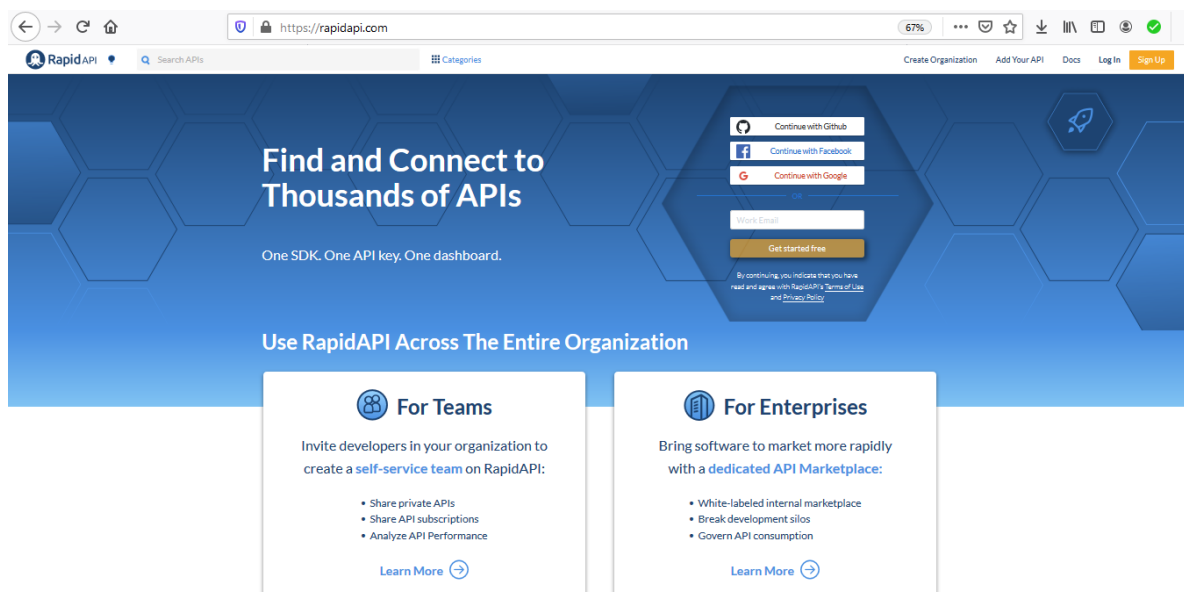 https://rapidapi.com
67%
Rapid API
Search APIs
Categories
Create Organization
Add Your API
Docs
Log In
Sign Up
Find and Connect to
Thousands of APIs
One SDK. One API key. One dashboard.
Continue with Github
Continue with Facebook
Continue with Google
OR
Work Email
Get started free
By continuing, you indicate that you have
read and agree with RapidAPI's Terms of Use
and Privacy Policy
Use RapidAPI Across The Entire Organization
For Teams
Invite developers in your organization to
create a self-service team on RapidAPI:
• Share private APIs
• Share API subscriptions
• Analyze API Performance
Learn More
For Enterprises
Bring software to market more rapidly
with a dedicated API Marketplace:
• White-labeled internal marketplace
• Break development silos
• Govern API consumption
Learn More